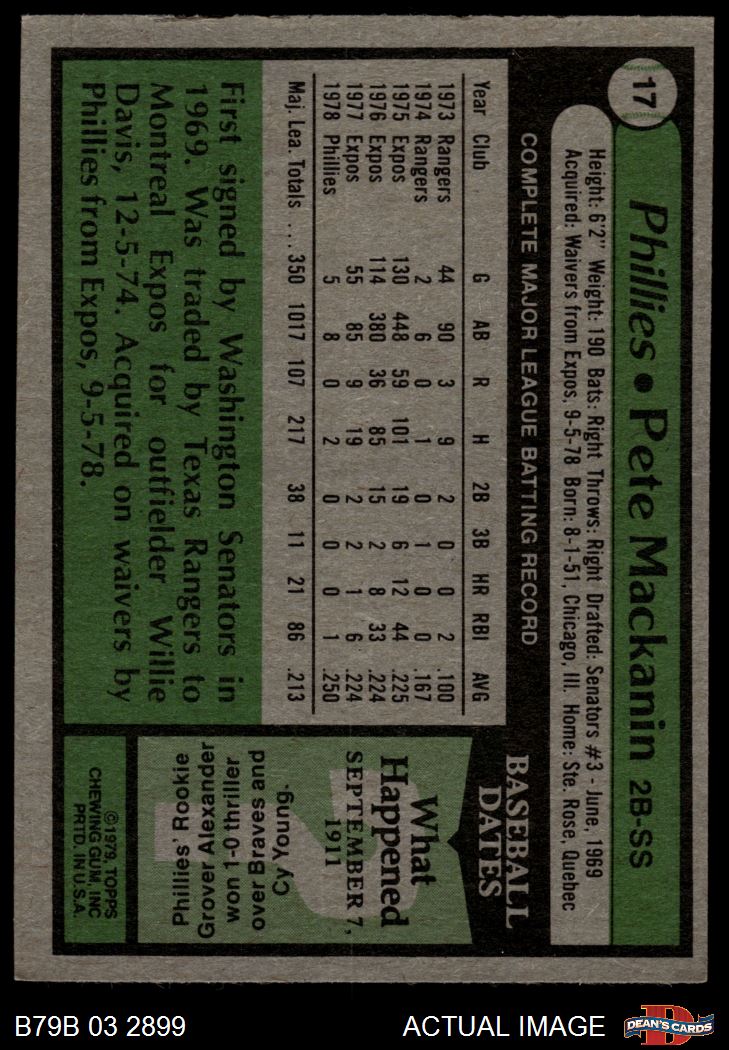 17
Phillies • Pete Mackanin 2B-SS
Height: 6'2" Weight: 190 Bats: Right Throws: Right Drafted: Senators #3 - June, 1969
Acquired: Waivers from Expos, 9-5-78 Born: 8-1-51, Chicago, Ill. Home: Ste. Rose, Quebec
COMPLETE MAJOR LEAGUE BATTING RECORD
Year Club G AB R H 2B 3B HR RBI AVG
1973 Rangers 44 90 3 9 2 0 0 2 .100
1974 Rangers 2 6 0 1 0 1 0 0 .167
1975 Expos 130 448 59 101 19 6 12 44 .225
1976 Expos 114 380 36 85 15 2 8 33 .224
1977 Expos 55 85 9 19 2 2 1 6 .224
1978 Phillies 5 8 0 2 0 0 0 1 .250
Maj. Lea. Totals ... 350 1017 107 217 38 11 21 86 .213
First signed by Washington Senators in
1969. Was traded by Texas Rangers to
Montreal Expos for outfielder Willie
Davis, 12-5-74. Acquired on waivers by
Phillies from Expos, 9-5-78.
BASEBALL
DATES
What
Happened
SEPTEMBER 7,
1911
Phillies' Rookie
Grover Alexander
won 1-0 thriller
over Braves and
Cy Young.
©1979, TOPPS
CHEWING GUM, INC
PRTD. IN U.S.A.
B79B 03 2899
ACTUAL IMAGE
DEAN'S CARDS